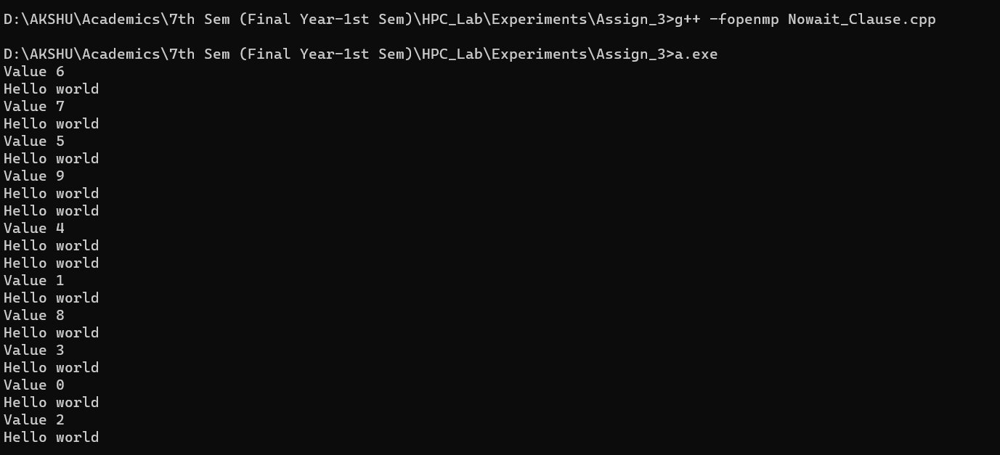 D:\AKSHU\Academics\7th Sem (Final Year-1st Sem)\HPC_Lab\Experiments\Assign_3>g++ -fopenmp Nowait_Clause.cpp
D:\AKSHU\Academics\7th Sem (Final Year-1st Sem)\HPC_Lab\Experiments\Assign_3>a.exe
Value 6
Hello world
Value 7
Hello world
Value 5
Hello world
Value 9
Hello world
Hello world
Value 4
Hello world
Hello world
Value 1
Hello world
Value 8
Hello world
Value 3
Hello world
Value 0
Hello world
Value 2
Hello world